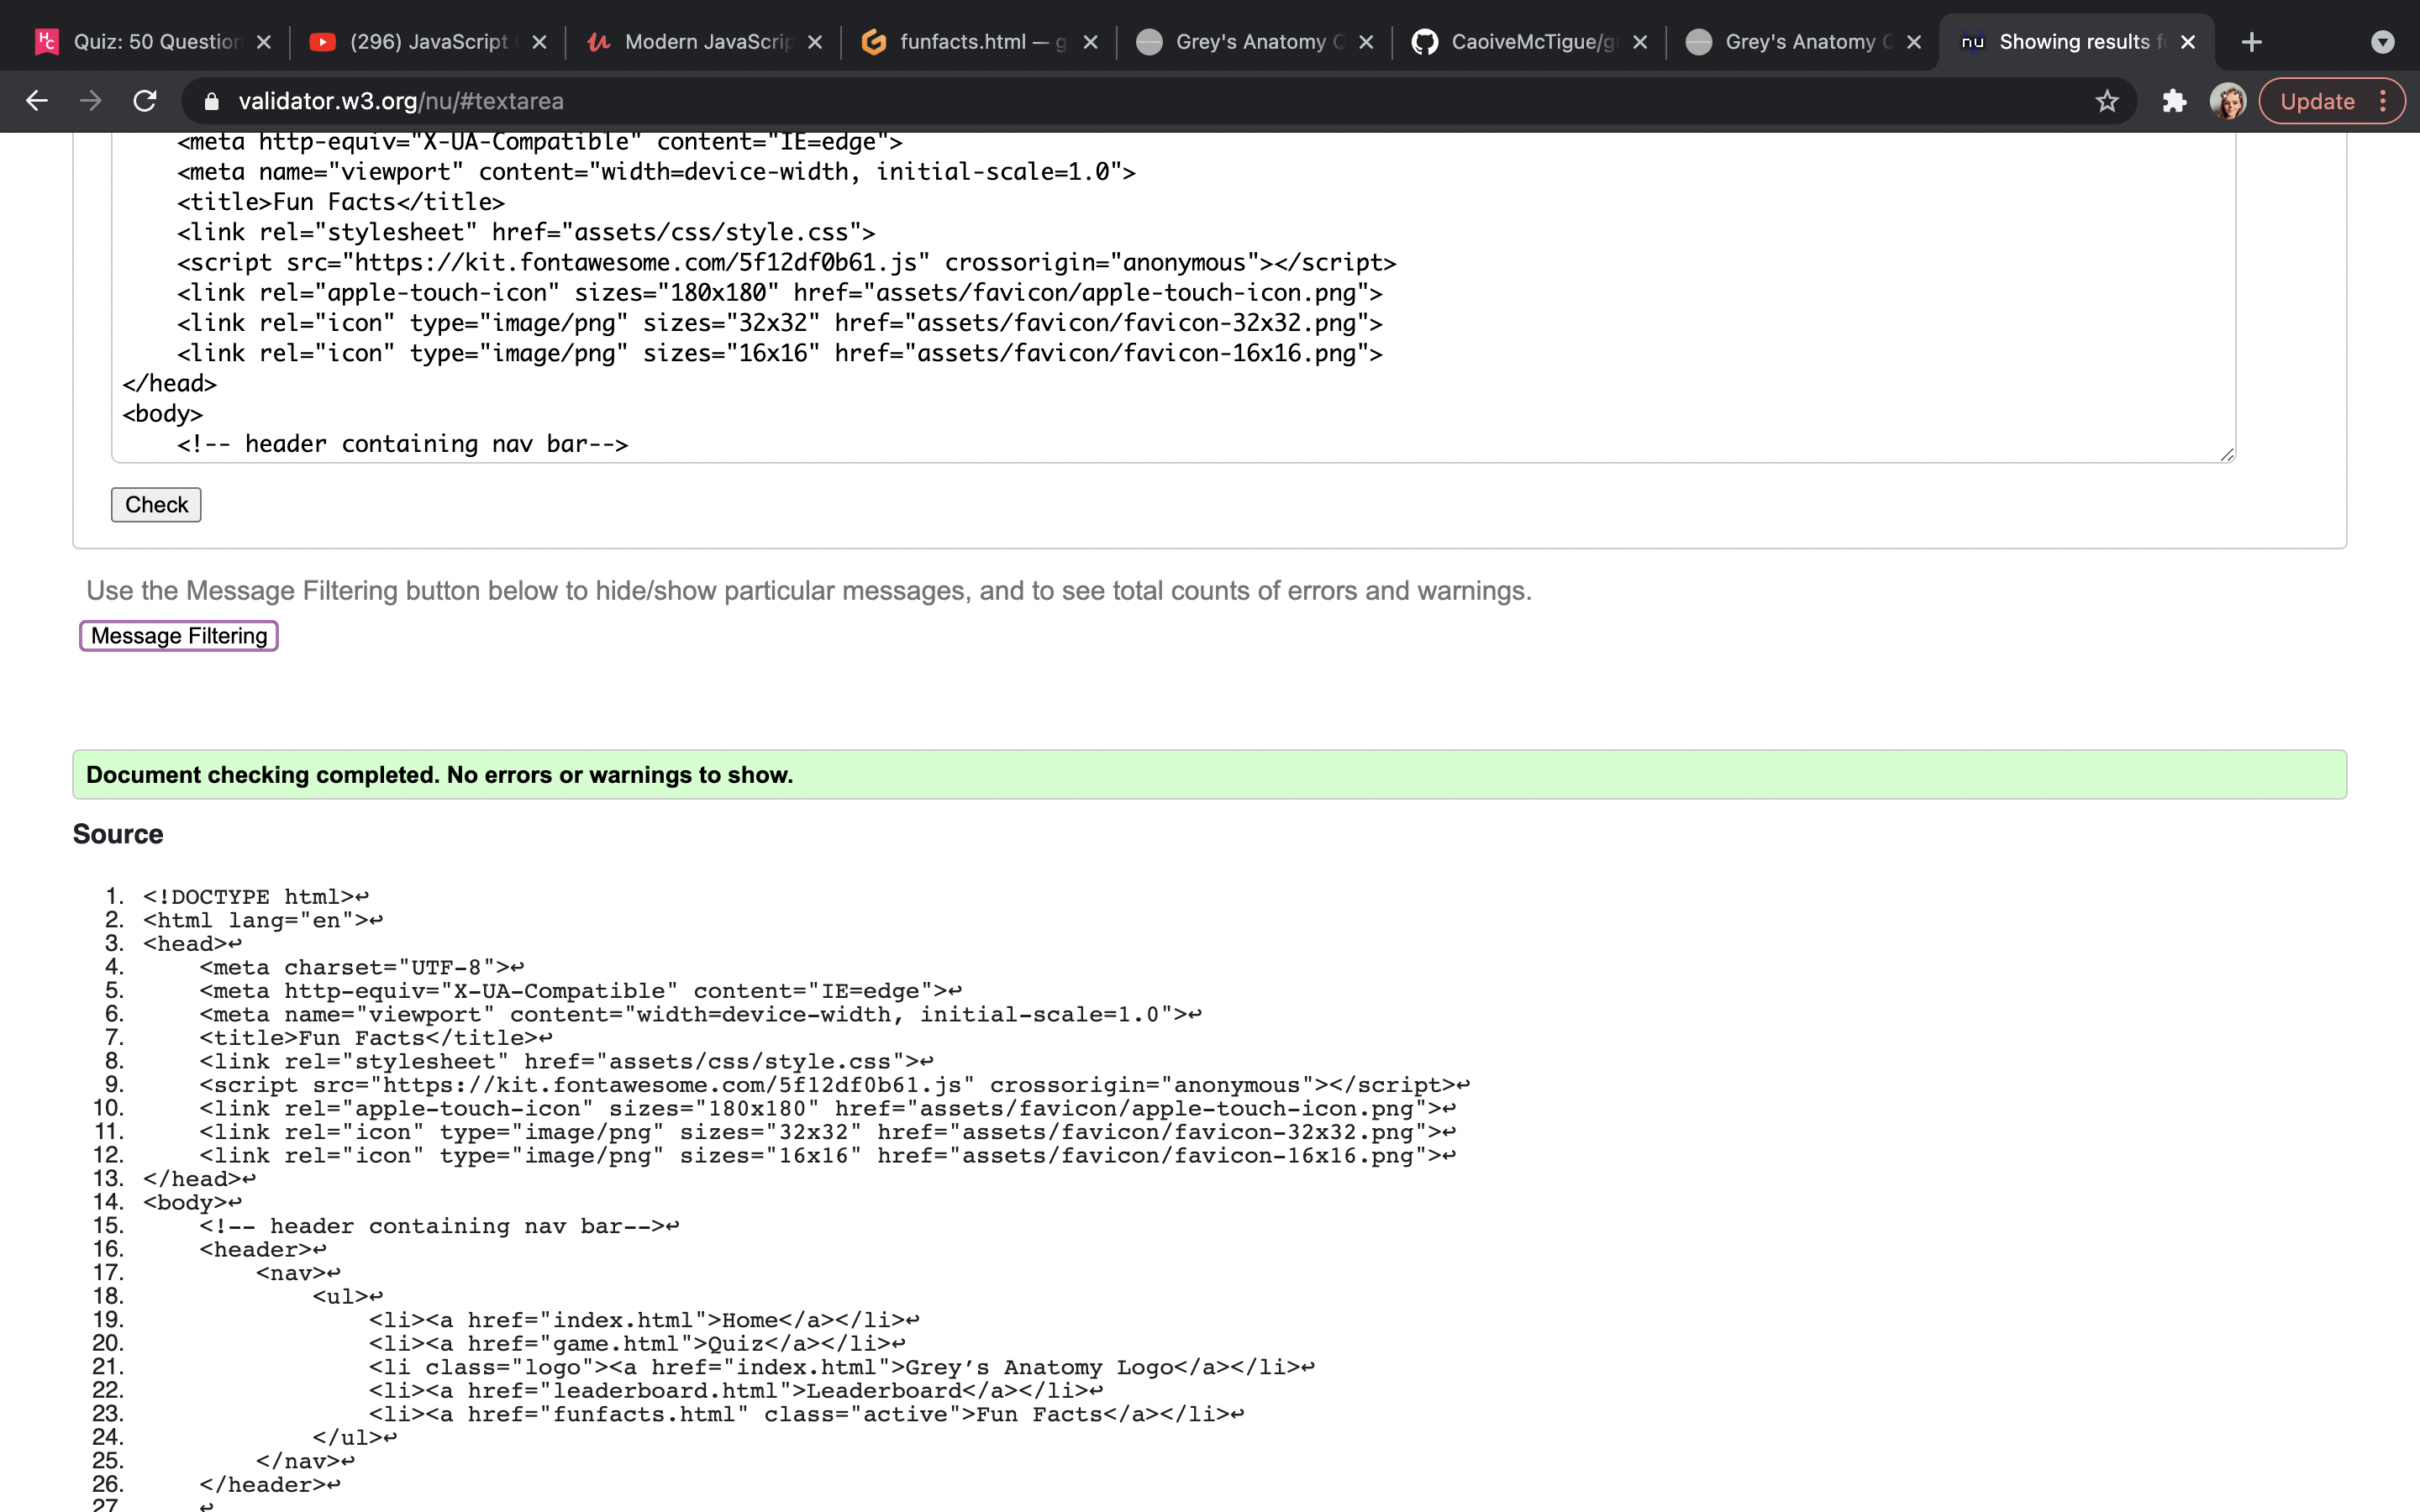 Quiz: 50 Question
(296) JavaScript
Modern JavaScrip
funfacts.html — g
Grey's Anatomy Q
CaoiveMcTigue/g
Grey's Anatomy Q
nu Showing results f
validator.w3.org/nu/#textarea
Update
<meta http-equiv="X-UA-Compatible" content="IE=edge">
<meta name="viewport" content="width=device-width, initial-scale=1.0">
<title>Fun Facts</title>
<link rel="stylesheet" href="assets/css/style.css">
<script src="https://kit.fontawesome.com/5f12df0b61.js" crossorigin="anonymous"></script>
<link rel="apple-touch-icon" sizes="180x180" href="assets/favicon/apple-touch-icon.png">
<link rel="icon" type="image/png" sizes="32x32" href="assets/favicon/favicon-32x32.png">
<link rel="icon" type="image/png" sizes="16x16" href="assets/favicon/favicon-16x16.png">
</head>
<body>
<!-- header containing nav bar-->
Check
Use the Message Filtering button below to hide/show particular messages, and to see total counts of errors and warnings.
Message Filtering
Document checking completed. No errors or warnings to show.
Source
1. <!DOCTYPE html>↩
2. <html lang="en">↩
3. <head>↩
4. <meta charset="UTF-8">↩
5. <meta http-equiv="X-UA-Compatible" content="IE=edge">↩
6. <meta name="viewport" content="width=device-width, initial-scale=1.0">↩
7. <title>Fun Facts</title>↩
8. <link rel="stylesheet" href="assets/css/style.css">↩
9. <script src="https://kit.fontawesome.com/5f12df0b61.js" crossorigin="anonymous"></script>↩
10. <link rel="apple-touch-icon" sizes="180x180" href="assets/favicon/apple-touch-icon.png">↩
11. <link rel="icon" type="image/png" sizes="32x32" href="assets/favicon/favicon-32x32.png">↩
12. <link rel="icon" type="image/png" sizes="16x16" href="assets/favicon/favicon-16x16.png">↩
13. </head>↩
14. <body>↩
15. <!-- header containing nav bar-->↩
16. <header>↩
17. <nav>↩
18. <ul>↩
19. <li><a href="index.html">Home</a></li>↩
20. <li><a href="game.html">Quiz</a></li>↩
21. <li class="logo"><a href="index.html">Grey’s Anatomy Logo</a></li>↩
22. <li><a href="leaderboard.html">Leaderboard</a></li>↩
23. <li><a href="funfacts.html" class="active">Fun Facts</a></li>↩
24. </ul>↩
25. </nav>↩
26. </header>↩
27. ↩